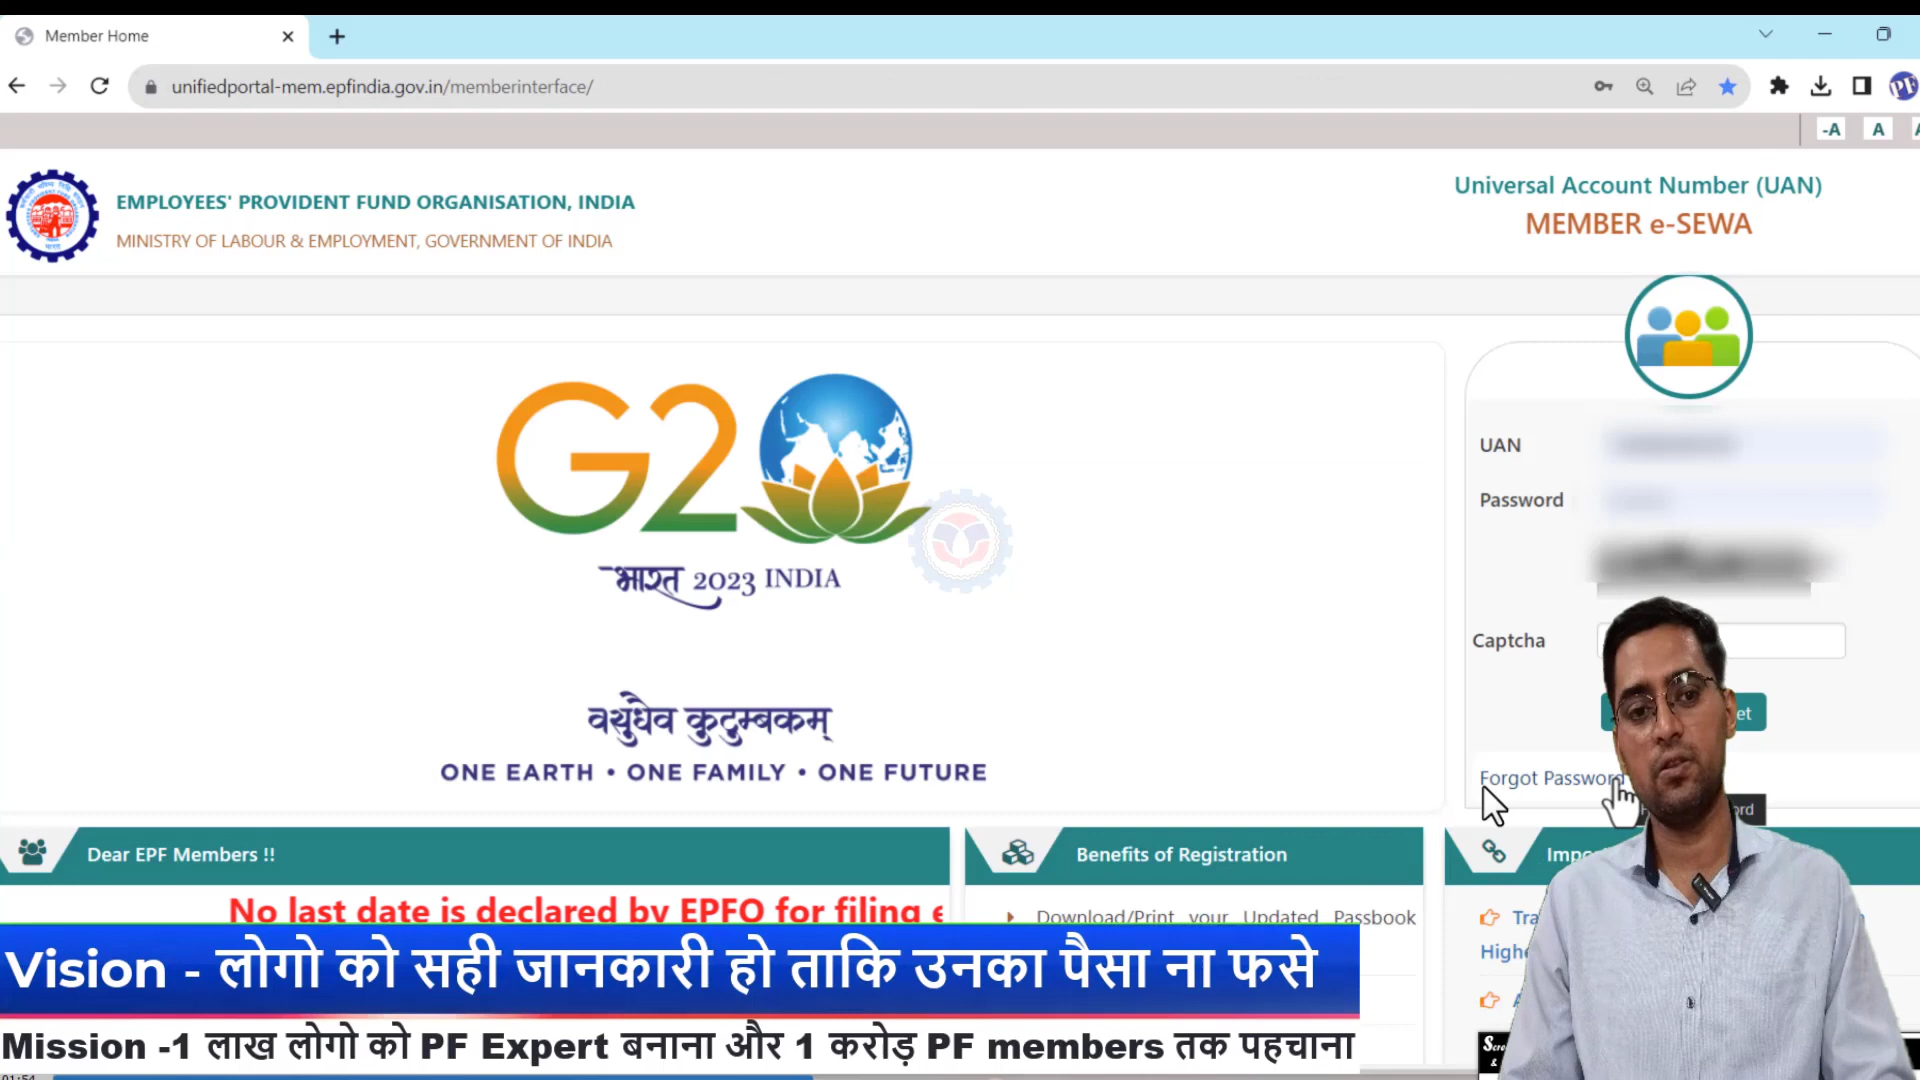 Member Home
unifiedportal-mem.epfindia.gov.in/memberinterface/
PF
-A A
EMPLOYEES' PROVIDENT FUND ORGANISATION, INDIA
MINISTRY OF LABOUR & EMPLOYMENT, GOVERNMENT OF INDIA
Universal Account Number (UAN)
MEMBER e-SEWA
G20
भारत 2023 INDIA
वसुधैव कुटुम्बकम्
ONE EARTH • ONE FAMILY • ONE FUTURE
UAN
Password
Captcha
Forgot Password
Dear EPF Members !!
Benefits of Registration
No last date is declared by EPFO for filing
Download/Print your Updated Passbook
Vision - लोगो को सही जानकारी हो ताकि उनका पैसा ना फसे
Mission -1 लाख लोगो को PF Expert बनाना और 1 करोड़ PF members तक पहचाना